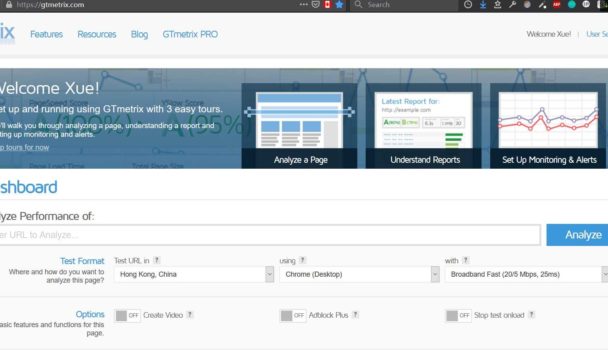 https://gtmetrix.com
Search
ix
Features
Resources
Blog
GTmetrix PRO
Welcome Xue!
User Se
Welcome Xue!
et up and running using GTmetrix with 3 easy tours.
'll walk you through analyzing a page, understanding a report and
ting up monitoring and alerts.
p tours for now
Analyze a Page
Latest Report for
http://example.com
Understand Reports
Set Up Monitoring & Alerts
shboard
lyze Performance of:
er URL to Analyze...
Analyze
Test Format
Where and how do you want to
analyze this page?
Test URL in ?
Hong Kong, China
using ?
Chrome (Desktop)
with ?
Broadband Fast (20/5 Mbps, 25ms)
Options
asic features and functions for this
page.
OFF Create Video ?
OFF Adblock Plus ?
OFF Stop test onload ?